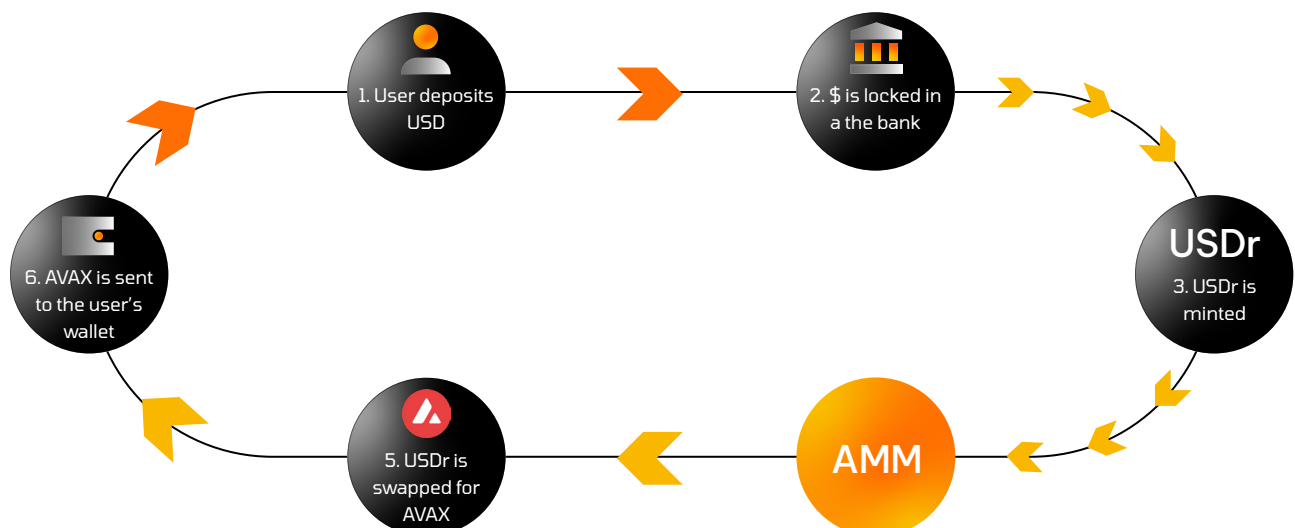 1. User deposits
USD
2. $ is locked in
a the bank
USDr
3. USDr is
minted
AMM
5. USDr is
swapped for
AVAX
6. AVAX is sent
to the user's
wallet